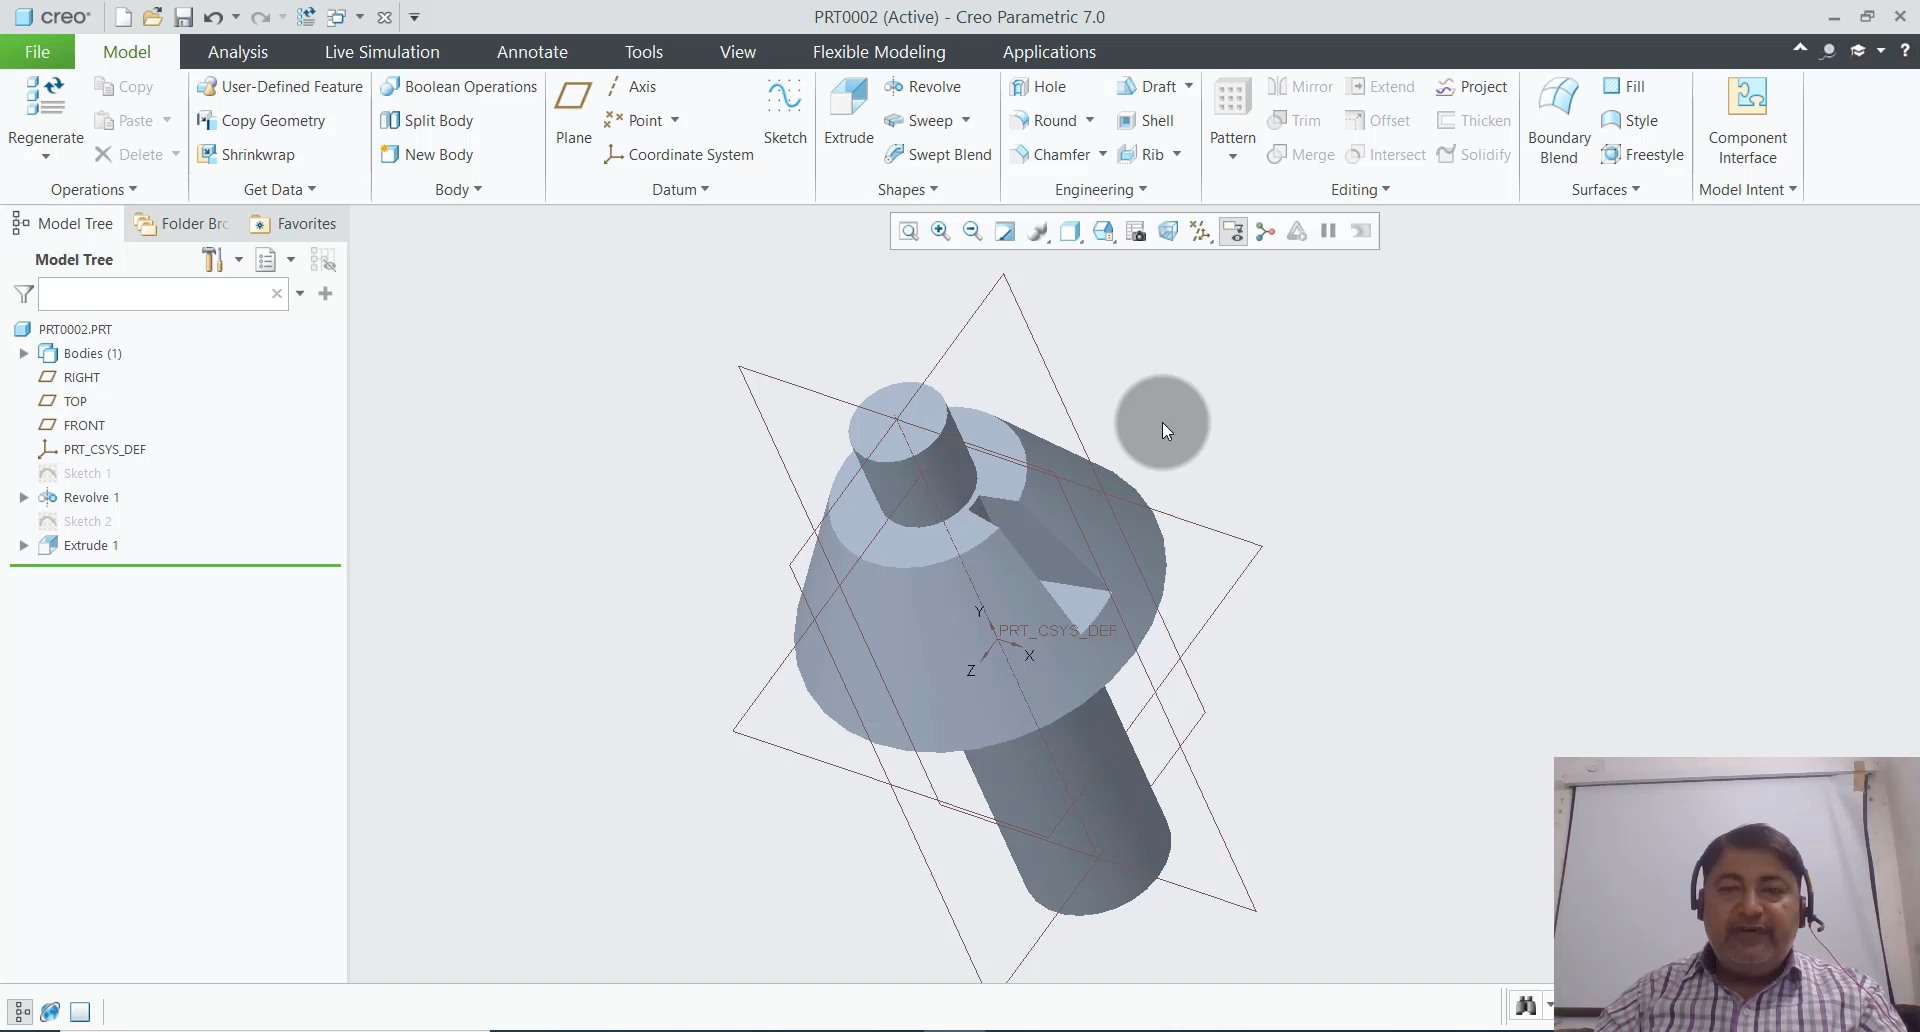 creo
PRT0002 (Active) - Creo Parametric 7.0
File Model Analysis Live Simulation Annotate Tools View Flexible Modeling Applications
Regenerate
Copy
Paste
Delete
Operations
User-Defined Feature
Copy Geometry
Shrinkwrap
Get Data
Boolean Operations
Split Body
New Body
Body
Plane
Axis
Point
Coordinate System
Sketch
Datum
Extrude
Revolve
Sweep
Swept Blend
Shapes
Hole
Round
Chamfer
Draft
Shell
Rib
Engineering
Pattern
Mirror
Trim
Merge
Extend
Offset
Intersect
Project
Thicken
Solidify
Editing
Boundary
Blend
Fill
Style
Freestyle
Surfaces
Component
Interface
Model Intent
Model Tree Folder Brc Favorites
Model Tree
PRT0002.PRT
Bodies (1)
RIGHT
TOP
FRONT
PRT_CSYS_DEF
Sketch 1
Revolve 1
Sketch 2
Extrude 1
Y
PRT_CSYS_DEF
X
Z